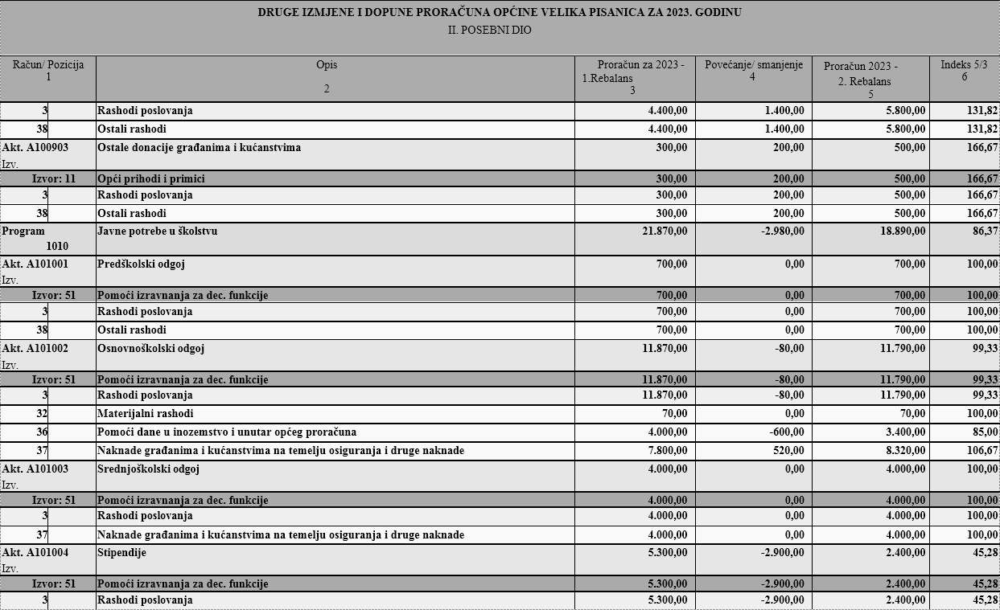 DRUGE IZMJENE I DOPUNE PRORAČUNA OPĆINE VELIKA PISANICA ZA 2023. GODINU
II. POSEBNI DIO
Račun/ Pozicija Opis Proračun za 2023 - Povećanje/ smanjenje Proračun 2023 - Indeks 5/3
1 2 1.Rebalans 4 2. Rebalans 6
3 5
3 Rashodi poslovanja 4.400,00 1.400,00 5.800,00 131,82
38 Ostali rashodi 4.400,00 1.400,00 5.800,00 131,82
Akt. A100903 Ostale donacije građanima i kućanstvima 300,00 200,00 500,00 166,67
Izv.
Izvor: 11 Opći prihodi i primici 300,00 200,00 500,00 166,67
3 Rashodi poslovanja 300,00 200,00 500,00 166,67
38 Ostali rashodi 300,00 200,00 500,00 166,67
Program Javne potrebe u školstvu 21.870,00 -2.980,00 18.890,00 86,37
1010
Akt. A101001 Predškolski odgoj 700,00 0,00 700,00 100,00
Izv.
Izvor: 51 Pomoći izravnanja za dec. funkcije 700,00 0,00 700,00 100,00
3 Rashodi poslovanja 700,00 0,00 700,00 100,00
38 Ostali rashodi 700,00 0,00 700,00 100,00
Akt. A101002 Osnovnoškolski odgoj 11.870,00 -80,00 11.790,00 99,33
Izv.
Izvor: 51 Pomoći izravnanja za dec. funkcije 11.870,00 -80,00 11.790,00 99,33
3 Rashodi poslovanja 11.870,00 -80,00 11.790,00 99,33
32 Materijalni rashodi 70,00 0,00 70,00 100,00
36 Pomoći dane u inozemstvo i unutar općeg proračuna 4.000,00 -600,00 3.400,00 85,00
37 Naknade građanima i kućanstvima na temelju osiguranja i druge naknade 7.800,00 520,00 8.320,00 106,67
Akt. A101003 Srednjoškolski odgoj 4.000,00 0,00 4.000,00 100,00
Izv.
Izvor: 51 Pomoći izravnanja za dec. funkcije 4.000,00 0,00 4.000,00 100,00
3 Rashodi poslovanja 4.000,00 0,00 4.000,00 100,00
37 Naknade građanima i kućanstvima na temelju osiguranja i druge naknade 4.000,00 0,00 4.000,00 100,00
Akt. A101004 Stipendije 5.300,00 -2.900,00 2.400,00 45,28
Izv.
Izvor: 51 Pomoći izravnanja za dec. funkcije 5.300,00 -2.900,00 2.400,00 45,28
3 Rashodi poslovanja 5.300,00 -2.900,00 2.400,00 45,28